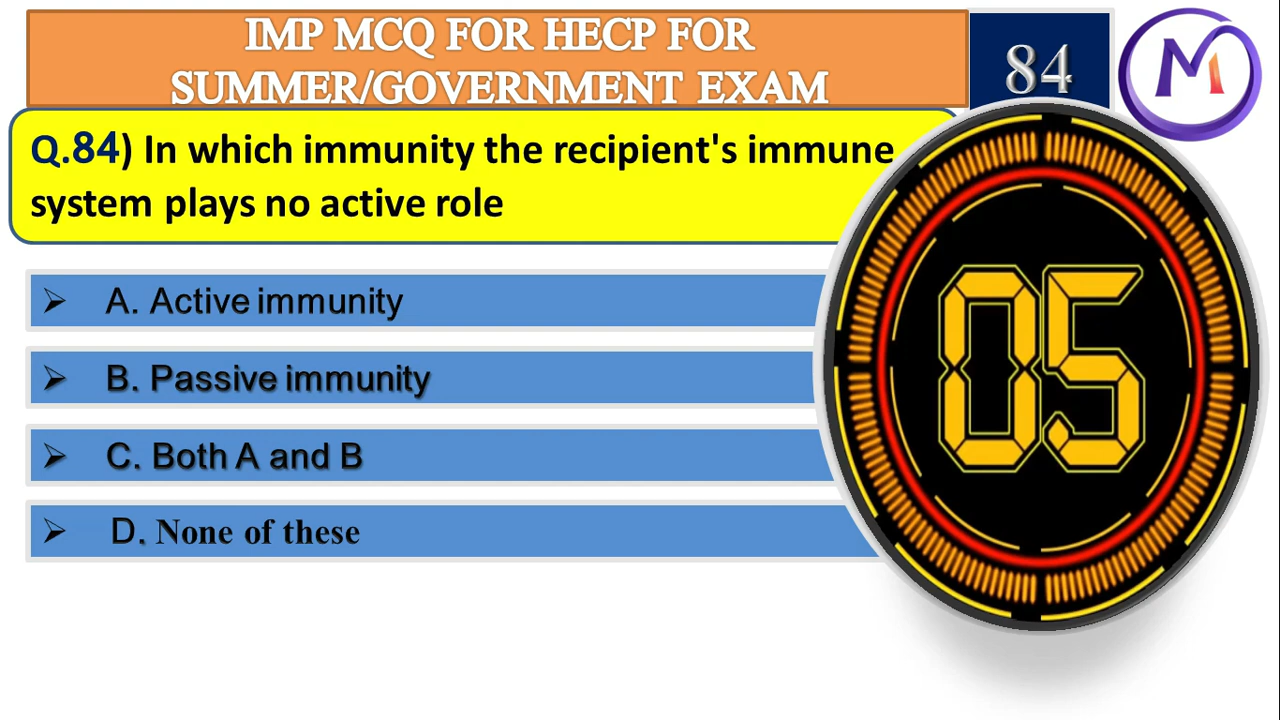 IMP MCQ FOR HECP FOR
SUMMER/GOVERNMENT EXAM
84
M
Q.84) In which immunity the recipient's immune
system plays no active role
A. Active immunity
B. Passive immunity
C. Both A and B
D. None of these
05